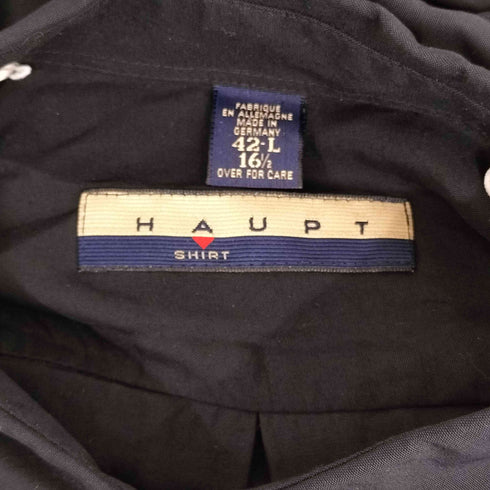 FABRIQUE
EN ALLEMAGNE
MADE IN
GERMANY
42-L
16½
OVER FOR CARE
HAUPT
SHIRT